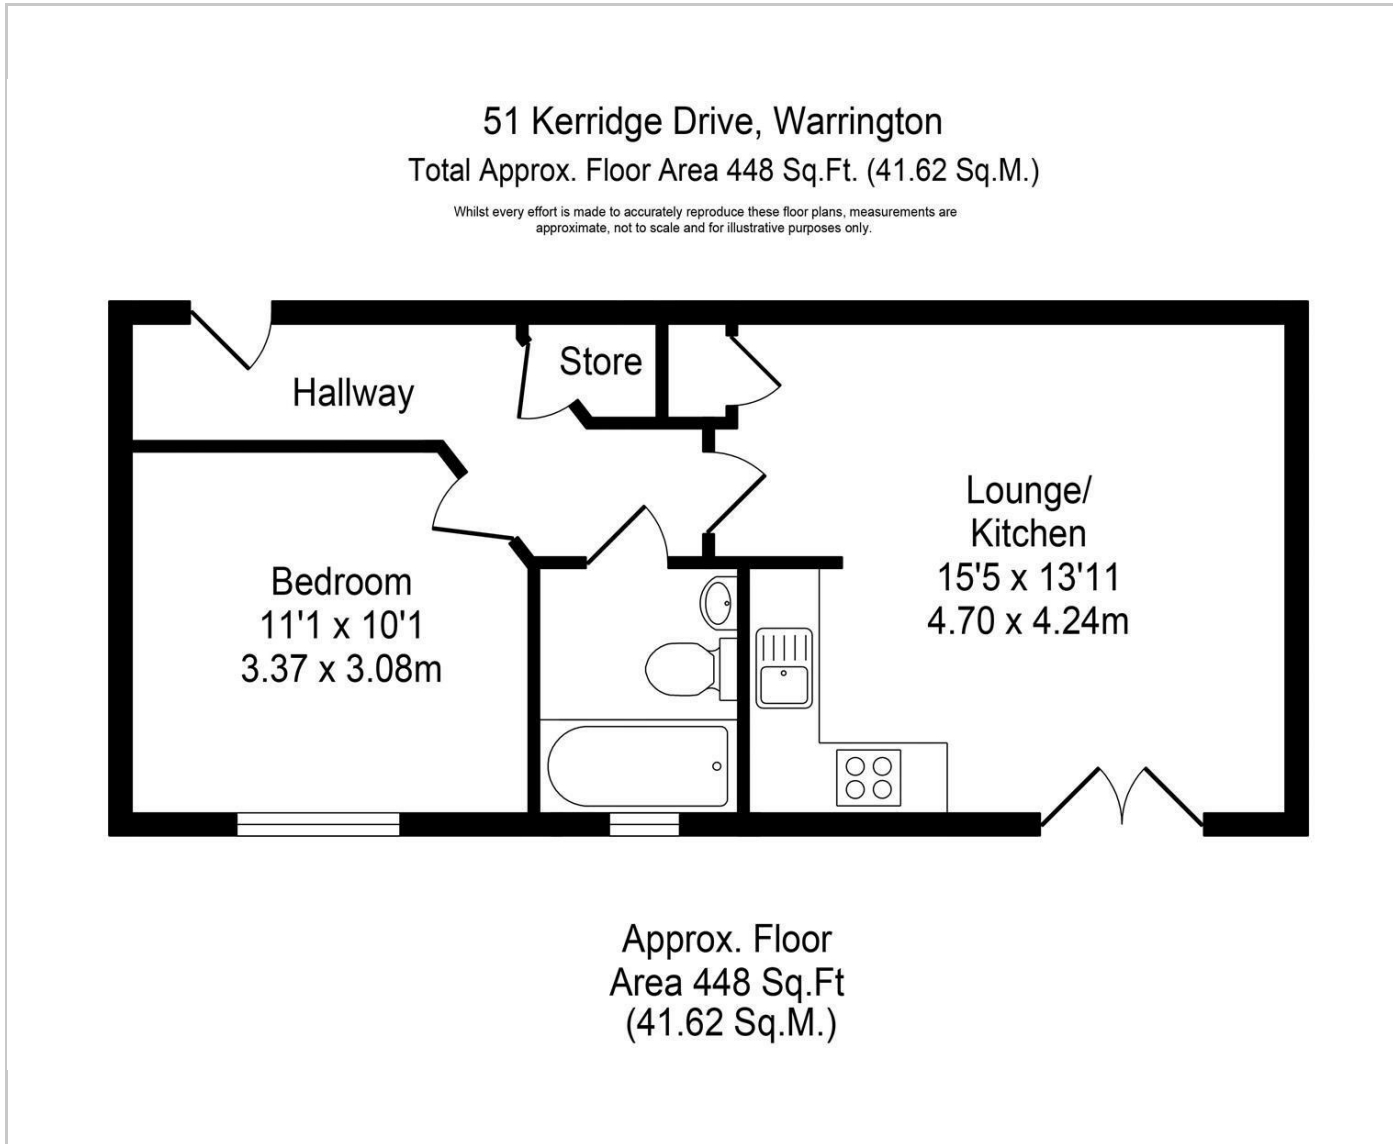 51 Kerridge Drive, Warrington
Total Approx. Floor Area 448 Sq.Ft. (41.62 Sq.M.)
Whilst every effort is made to accurately reproduce these floor plans, measurements are
approximate, not to scale and for illustrative purposes only.
Store
Hallway
Lounge/
Kitchen
15'5 x 13'11
4.70 x 4.24m
Bedroom
11'1 x 10'1
3.37 x 3.08m
Approx. Floor
Area 448 Sq.Ft
(41.62 Sq.M.)